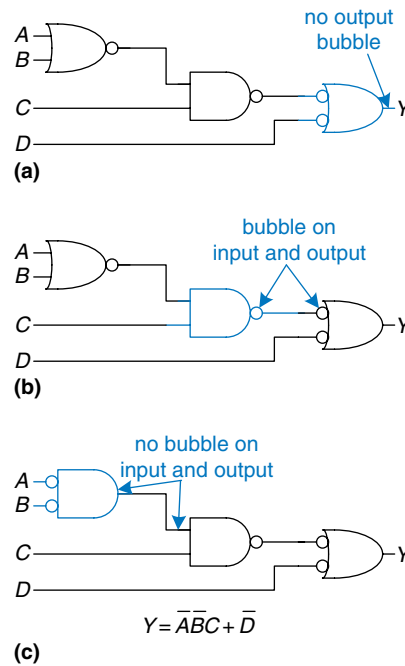 no output
bubble
A
B
C
D
Y
(a)
bubble on
input and output
A
B
C
D
Y
(b)
no bubble on
input and output
A
B
C
D
Y
Y = A̅B̅C + D̅
(c)